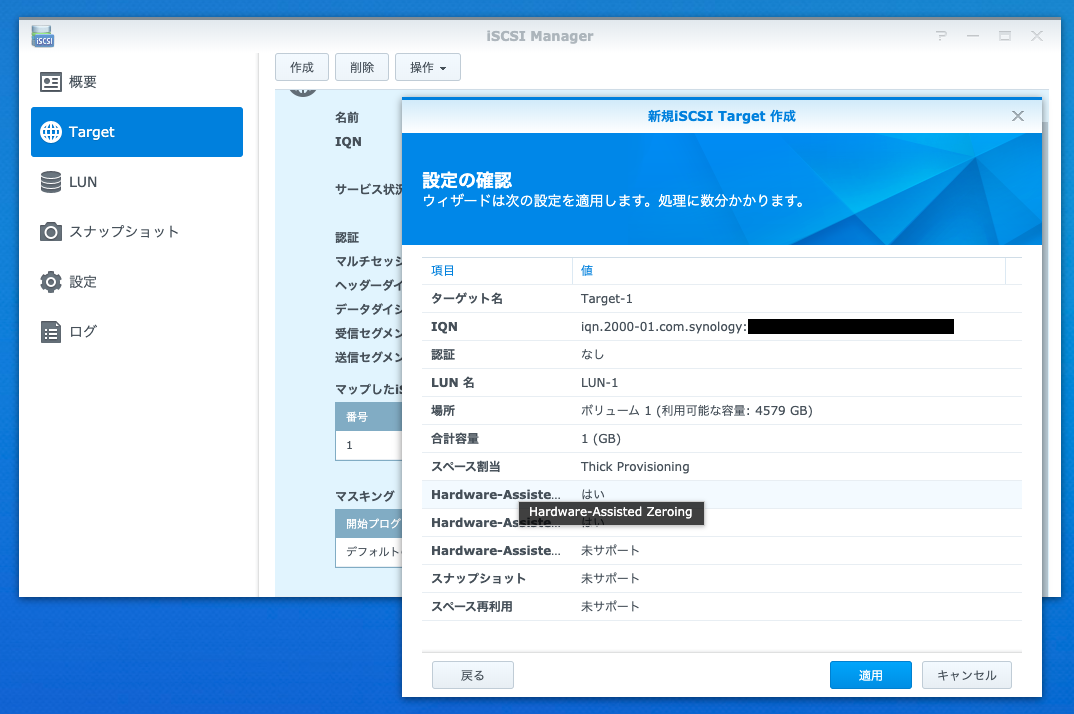 iSCSI
iSCSI Manager
概要
Target
LUN
スナップショット
設定
ログ
作成 削除 操作
名前
IQN
サービス状況
認証
マルチセッシ
ヘッダーダイ
データダイジ
受信セグメン
送信セグメン
マップしたiS
番号
1
マスキング
開始プログ
デフォルト
新規iSCSI Target 作成
設定の確認
ウィザードは次の設定を適用します。処理に数分かかります。
項目 値
ターゲット名 Target-1
IQN iqn.2000-01.com.synology:
認証 なし
LUN 名 LUN-1
場所 ボリューム 1 (利用可能な容量: 4579 GB)
合計容量 1 (GB)
スペース割当 Thick Provisioning
Hardware-Assiste... はい
Hardware-Assisted Zeroing
Hardware-Assiste... はい
Hardware-Assiste... 未サポート
スナップショット 未サポート
スペース再利用 未サポート
戻る 適用 キャンセル